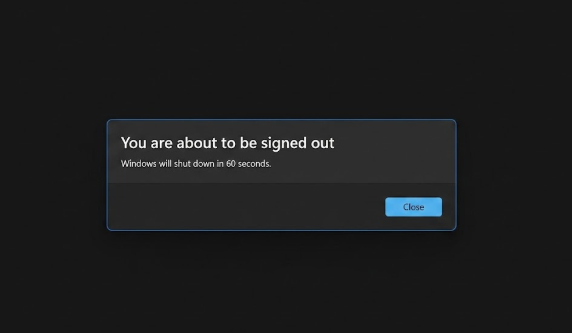 You are about to be signed out
Windows will shut down in 60 seconds.
Close